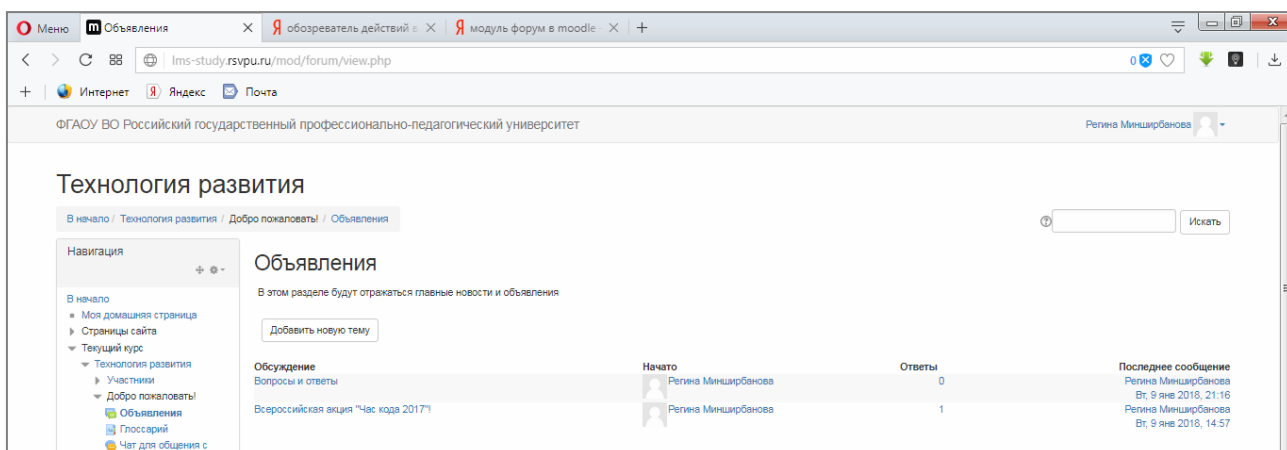 Меню
Объявления
обозреватель действий в
модуль форум в moodle -
lms-study.rsvpu.ru/mod/forum/view.php
0
Интернет Яндекс Почта
ФГАОУ ВО Российский государственный профессионально-педагогический университет
Регина Минширбанова
Технология развития
В начало / Технология развития / Добро пожаловать! / Объявления
Искать
Навигация
В начало
Моя домашняя страница
Страницы сайта
Текущий курс
Технология развития
Участники
Добро пожаловать!
Объявления
Глоссарий
Чат для общения с
Объявления
В этом разделе будут отражаться главные новости и объявления
Добавить новую тему
Обсуждение Начато Ответы Последнее сообщение
Вопросы и ответы Регина Минширбанова 0 Регина Минширбанова
Вт, 9 янв 2018, 21:16
Всероссийская акция "Час кода 2017"! Регина Минширбанова 1 Регина Минширбанова
Вт, 9 янв 2018, 14:57